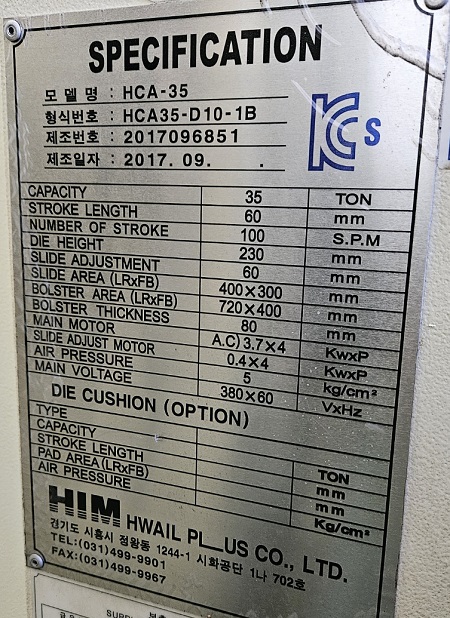 SPECIFICATION
모 델 명 : HCA-35
형식번호 : HCA35-D10-1B
제조번호 : 2017096851
제조일자 : 2017. 09. .
KCs
CAPACITY 35 TON
STROKE LENGTH 60 mm
NUMBER OF STROKE 100 S.P.M
DIE HEIGHT 230 mm
SLIDE ADJUSTMENT 60 mm
SLIDE AREA (LRxFB) 400×300 mm
BOLSTER AREA (LRxFB) 720×400 mm
BOLSTER THICKNESS 80 mm
MAIN MOTOR A.C) 3.7×4 KwxP
SLIDE ADJUST MOTOR 0.4×4 KwxP
AIR PRESSURE 5 kg/cm²
MAIN VOLTAGE 380×60 VxHz
DIE CUSHION (OPTION)
TYPE
CAPACITY TON
STROKE LENGTH mm
PAD AREA (LRxFB) mm
AIR PRESSURE Kg/cm²
HIM HWAIL PLUS CO., LTD.
경기도 시흥시 정왕동 1244-1 시화공단 1나 702호
TEL:(031)499-9901
FAX:(031)499-9967